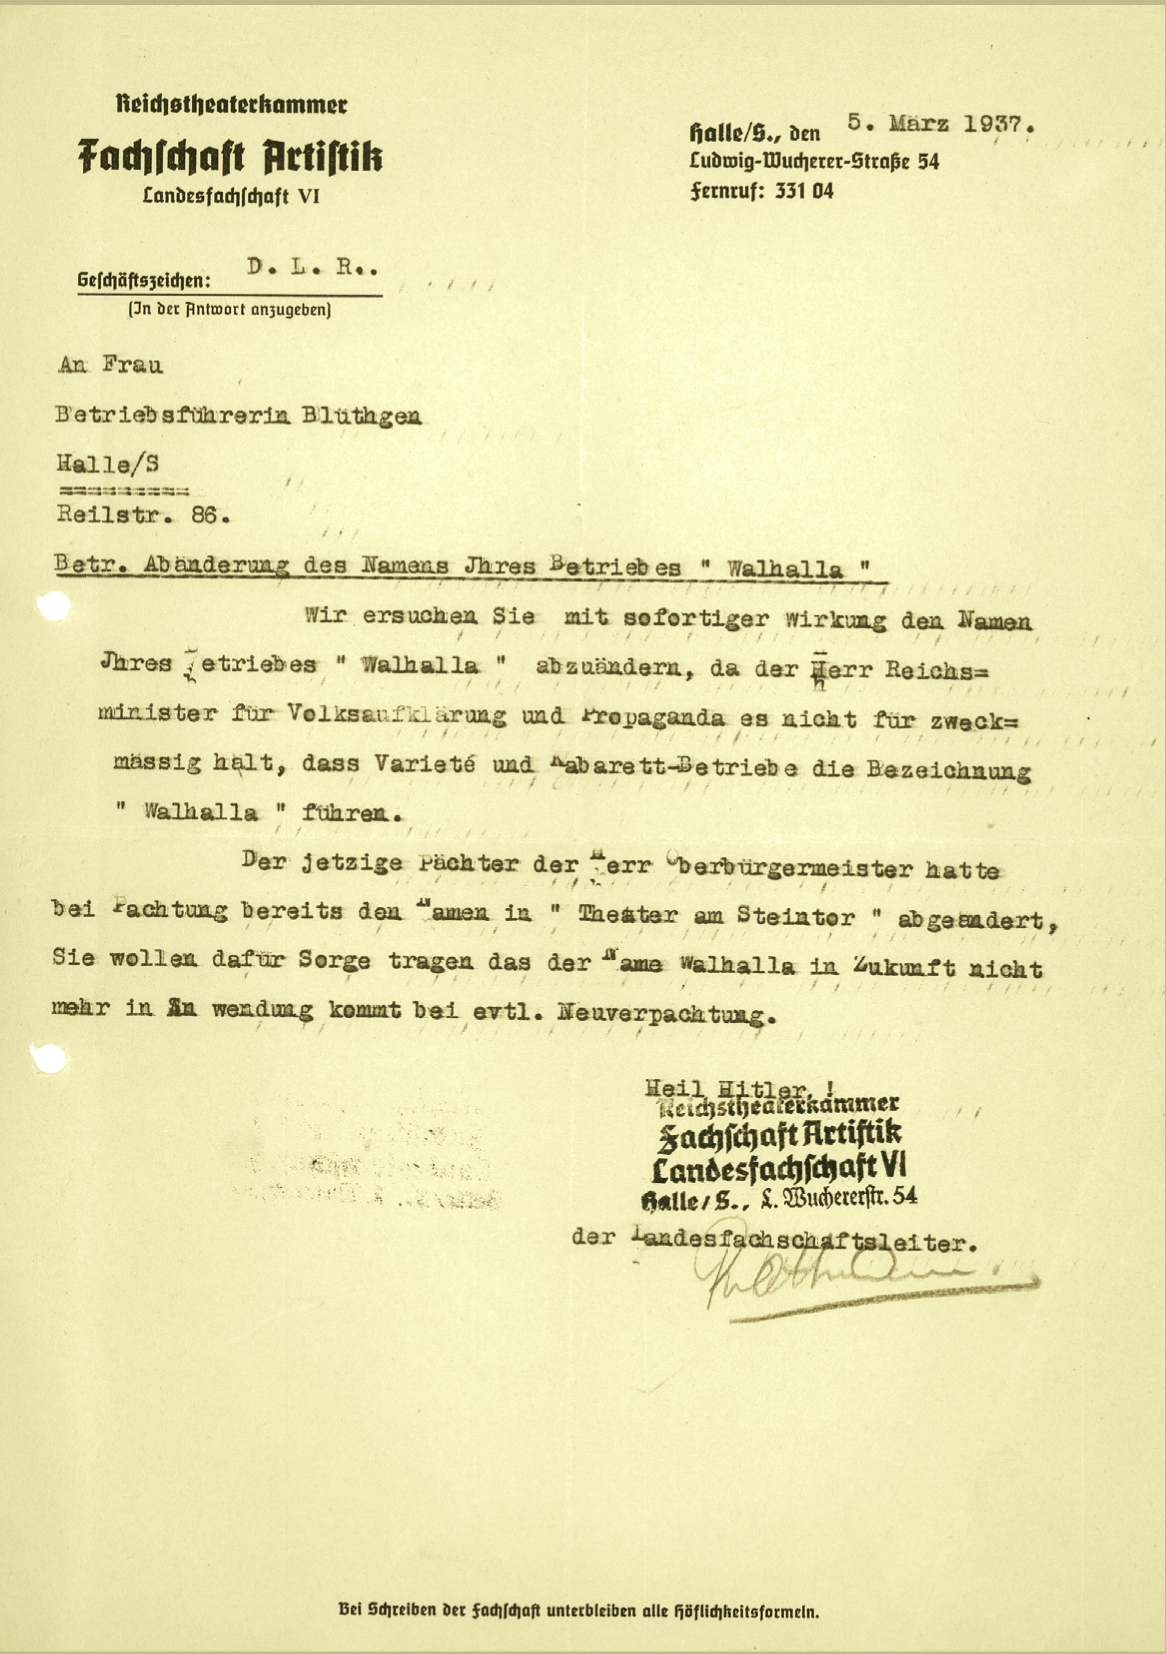 Reichstheaterkammer
Fachschaft Artistik
Landesfachschaft VI
Halle/S., den 5. März 1937.
Ludwig-Wucherer-Straße 54
Fernruf: 331 04
Geschäftszeichen: D. L. R..
(In der Antwort anzugeben)
An Frau
Betriebsführerin Blüthgen
Halle/S
=========
Reilstr. 86.
Betr. Abänderung des Namens Jhres Betriebes " Walhalla "
Wir ersuchen Sie mit sofortiger wirkung den Namen
Jhres Betriebes " Walhalla " abzuändern, da der Herr Reichs=
minister für Volksaufklärung und Propaganda es nicht für zweck=
mässig hält, dass Varieté und Kabarett-Betriebe die Bezeichnung
" Walhalla " führen.
Der jetzige Pächter der Herr Oberbürgermeister hatte
bei Pachtung bereits den Namen in " Theater am Steintor " abgeändert,
Sie wollen dafür Sorge tragen das der Name Walhalla in Zukunft nicht
mehr in An wendung kommt bei evtl. Neuverpachtung.
Heil Hitler. !
Reichstheaterkammer
Fachschaft Artistik
Landesfachschaft VI
Halle/S., L. Wuchererstr. 54
der Landesfachschaftsleiter.
Bei Schreiben der Fachschaft unterbleiben alle Höflichkeitsformeln.